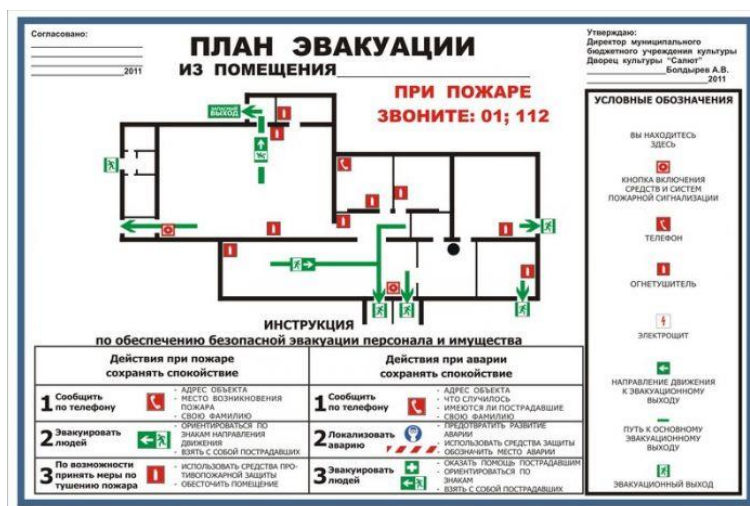 Согласовано:
2011
ПЛАН ЭВАКУАЦИИ
ИЗ ПОМЕЩЕНИЯ
Утверждаю:
Директор муниципального
бюджетного учреждения культуры
Дворец культуры "Салют"
Болдырев А.В.
2011
ПРИ ПОЖАРЕ
ЗВОНИТЕ: 01; 112
ЗАПАСНЫЙ
ВЫХОД
УСЛОВНЫЕ ОБОЗНАЧЕНИЯ
ВЫ НАХОДИТЕСЬ
ЗДЕСЬ
КНОПКА ВКЛЮЧЕНИЯ
СРЕДСТВ И СИСТЕМ
ПОЖАРНОЙ СИГНАЛИЗАЦИИ
ТЕЛЕФОН
ОГНЕТУШИТЕЛЬ
ЭЛЕКТРОЩИТ
НАПРАВЛЕНИЕ ДВИЖЕНИЯ
К ЭВАКУАЦИОННОМУ
ВЫХОДУ
ПУТЬ К ОСНОВНОМУ
ЭВАКУАЦИОННОМУ
ВЫХОДУ
ЭВАКУАЦИОННЫЙ ВЫХОД
ИНСТРУКЦИЯ
по обеспечению безопасной эвакуации персонала и имущества
Действия при пожаре
сохранять спокойствие
1 Сообщить
по телефону
- АДРЕС ОБЪЕКТА
- МЕСТО ВОЗНИКНОВЕНИЯ
ПОЖАРА
- СВОЮ ФАМИЛИЮ
2 Эвакуировать
людей
- ОРИЕНТИРОВАТЬСЯ ПО
ЗНАКАМ НАПРАВЛЕНИЯ
ДВИЖЕНИЯ
- ВЗЯТЬ С СОБОЙ ПОСТРАДАВШИХ
3 По возможности
принять меры по
тушению пожара
- ИСПОЛЬЗОВАТЬ СРЕДСТВА ПРО-
ТИВОПОЖАРНОЙ ЗАЩИТЫ
- ОБЕСТОЧИТЬ ПОМЕЩЕНИЕ
Действия при аварии
сохранять спокойствие
1 Сообщить
по телефону
- АДРЕС ОБЪЕКТА
- ЧТО СЛУЧИЛОСЬ
- ИМЕЮТСЯ ЛИ ПОСТРАДАВШИЕ
- СВОЮ ФАМИЛИЮ
2 Локализовать
аварию
- ПРЕДОТВРАТИТЬ РАЗВИТИЕ
АВАРИИ
- ИСПОЛЬЗОВАТЬ СРЕДСТВА ЗАЩИТЫ
- ОБОЗНАЧИТЬ МЕСТО АВАРИИ
3 Эвакуировать
людей
- ОКАЗАТЬ ПОМОЩЬ ПОСТРАДАВШИМ
- ОРИЕНТИРОВАТЬСЯ ПО
ЗНАКАМ
- ВЗЯТЬ С СОБОЙ ПОСТРАДАВШИХ